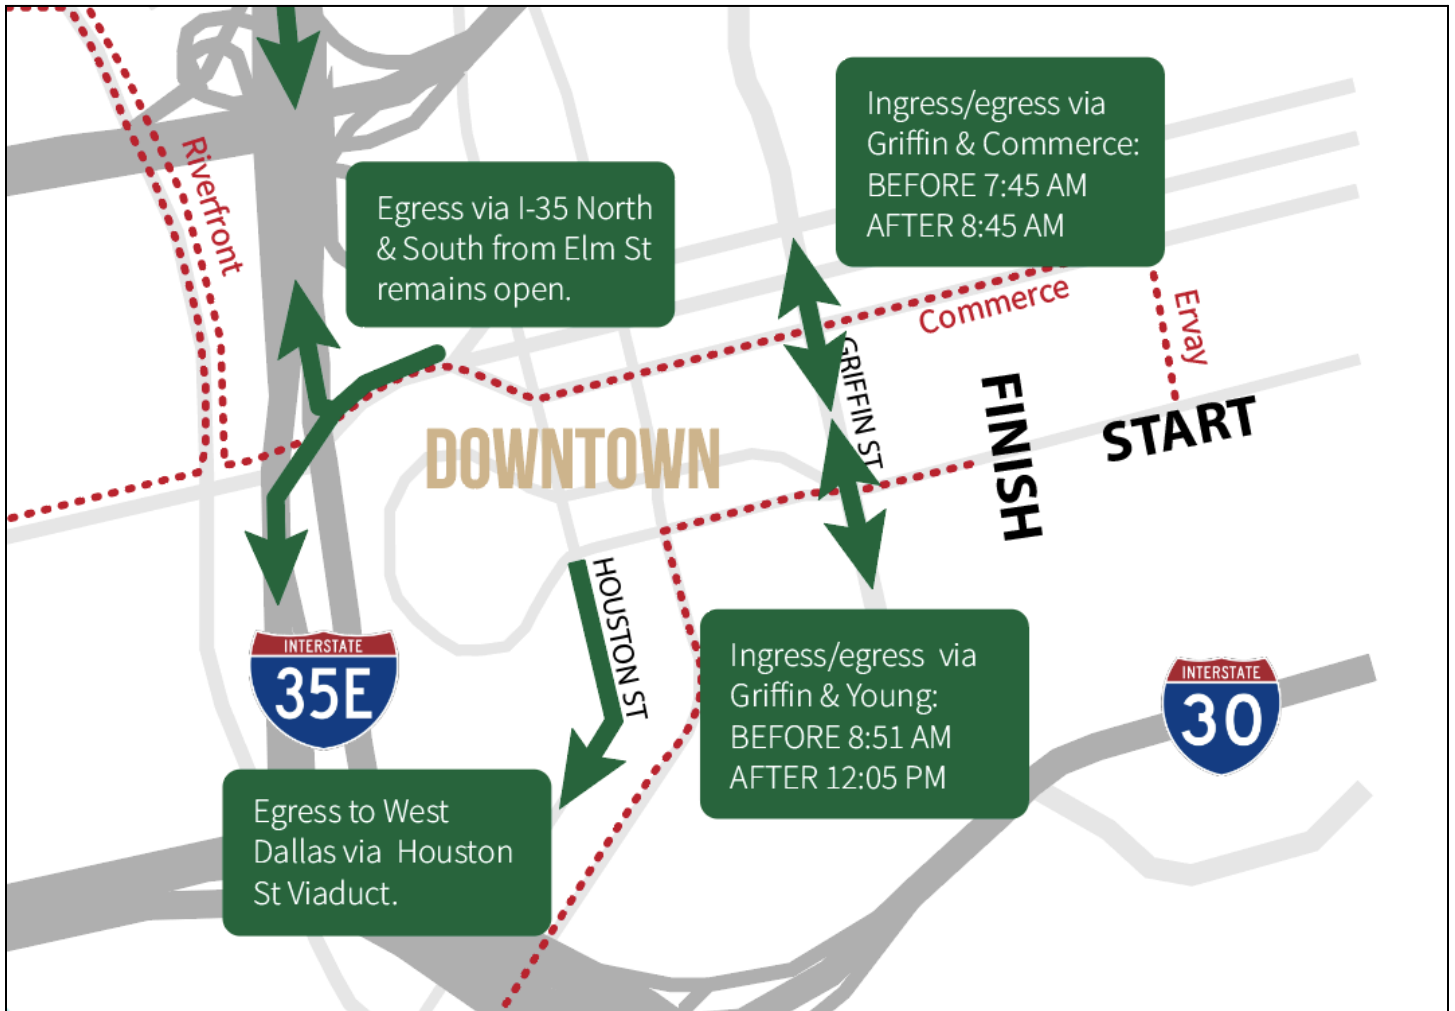 Ingress/egress via
Griffin & Commerce:
BEFORE 7:45 AM
AFTER 8:45 AM
Riverfront
Egress via I-35 North
& South from Elm St
remains open.
Commerce
Ervay
GRIFFIN ST
FINISH
START
DOWNTOWN
HOUSTON ST
INTERSTATE
35E
Ingress/egress via
Griffin & Young:
BEFORE 8:51 AM
AFTER 12:05 PM
INTERSTATE
30
Egress to West
Dallas via Houston
St Viaduct.